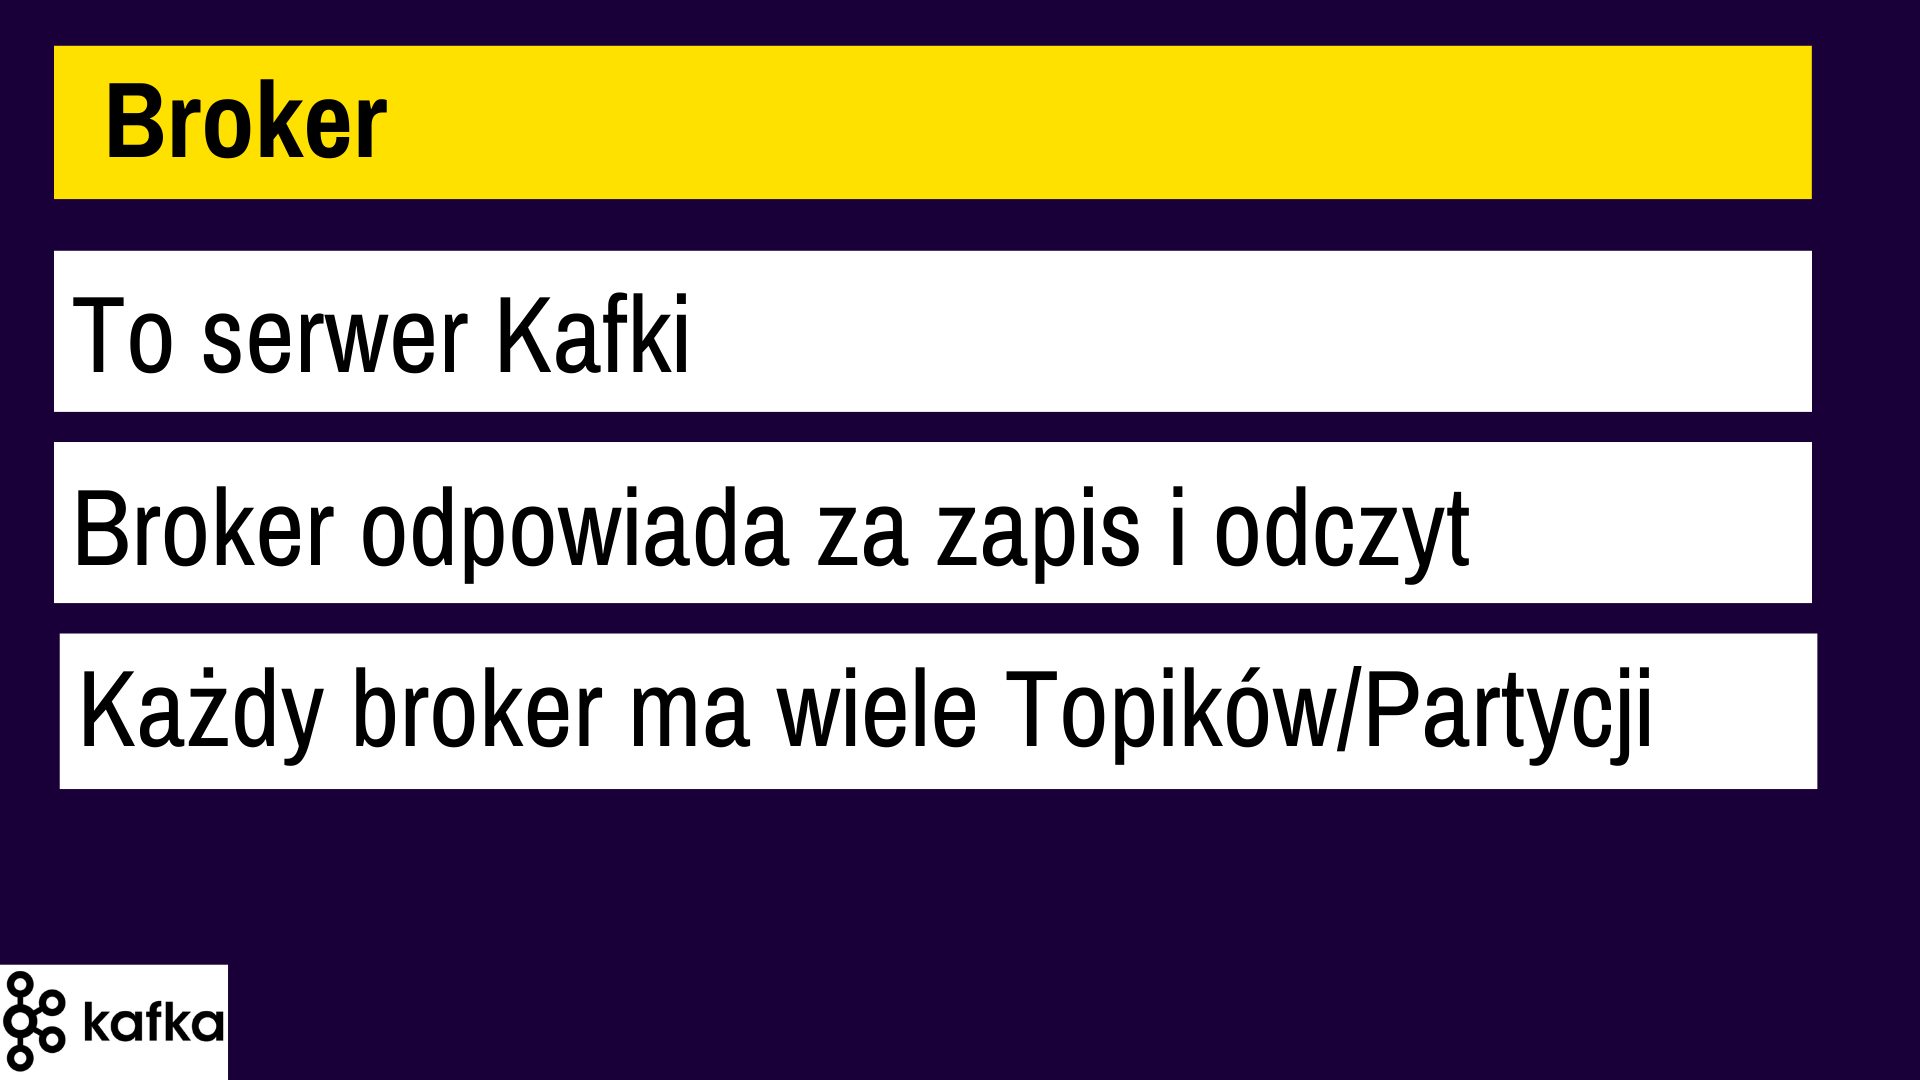 Broker
To serwer Kafki
Broker odpowiada za zapis i odczyt
Każdy broker ma wiele Topików/Partycji
kafka